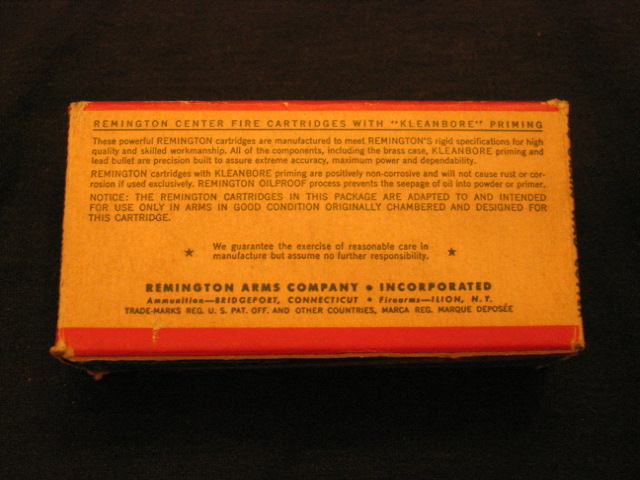 REMINGTON CENTER FIRE CARTRIDGES WITH "KLEANBORE" PRIMING
These powerful REMINGTON cartridges are manufactured to meet REMINGTON'S rigid specifications for high
quality and skilled workmanship. All of the components, including the brass case, KLEANBORE priming and
lead bullet are precision built to assure extreme accuracy, maximum power and dependability.
REMINGTON cartridges with KLEANBORE priming are positively non-corrosive and will not cause rust or cor-
rosion if used exclusively. REMINGTON OILPROOF process prevents the seepage of oil into powder or primer.
NOTICE: THE REMINGTON CARTRIDGES IN THIS PACKAGE ARE ADAPTED TO AND INTENDED
FOR USE ONLY IN ARMS IN GOOD CONDITION ORIGINALLY CHAMBERED AND DESIGNED FOR
THIS CARTRIDGE.
★ We guarantee the exercise of reasonable care in ★
manufacture but assume no further responsibility.
REMINGTON ARMS COMPANY • INCORPORATED
Ammunition—BRIDGEPORT, CONNECTICUT • Firearms—ILION, N.Y.
TRADE-MARKS REG. U. S. PAT. OFF. AND OTHER COUNTRIES, MARCA REG. MARQUE DEPOSÉE